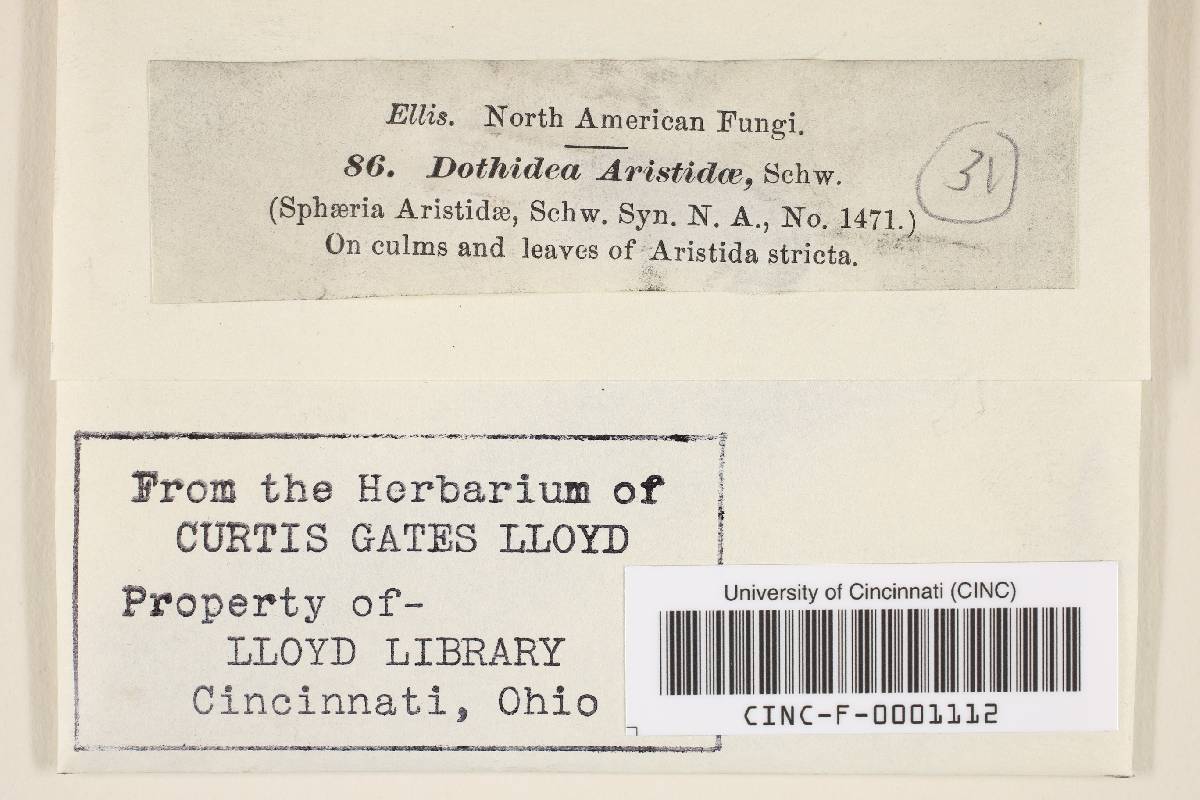 Ellis. North American Fungi.
86. Dothidea Aristidæ, Schw.
(Sphæria Aristidæ, Schw. Syn. N. A., No. 1471.)
On culms and leaves of Aristida stricta.
From the Herbarium of
CURTIS GATES LLOYD
Property of-
LLOYD LIBRARY
Cincinnati, Ohio
University of Cincinnati (CINC)
CINC-F-0001112